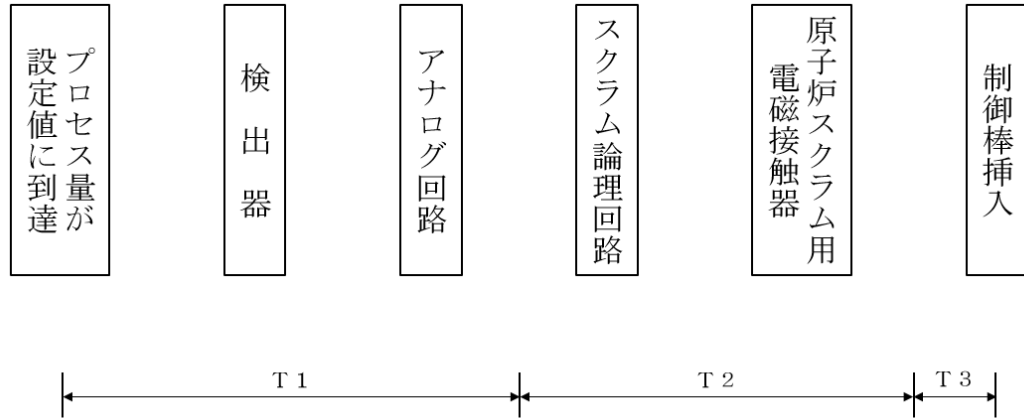 プロセス量が
設定値に到達
検出器
アナログ回路
スクラム論理回路
原子炉スクラム用
電磁接触器
制御棒挿入
Ｔ１
Ｔ２
Ｔ３